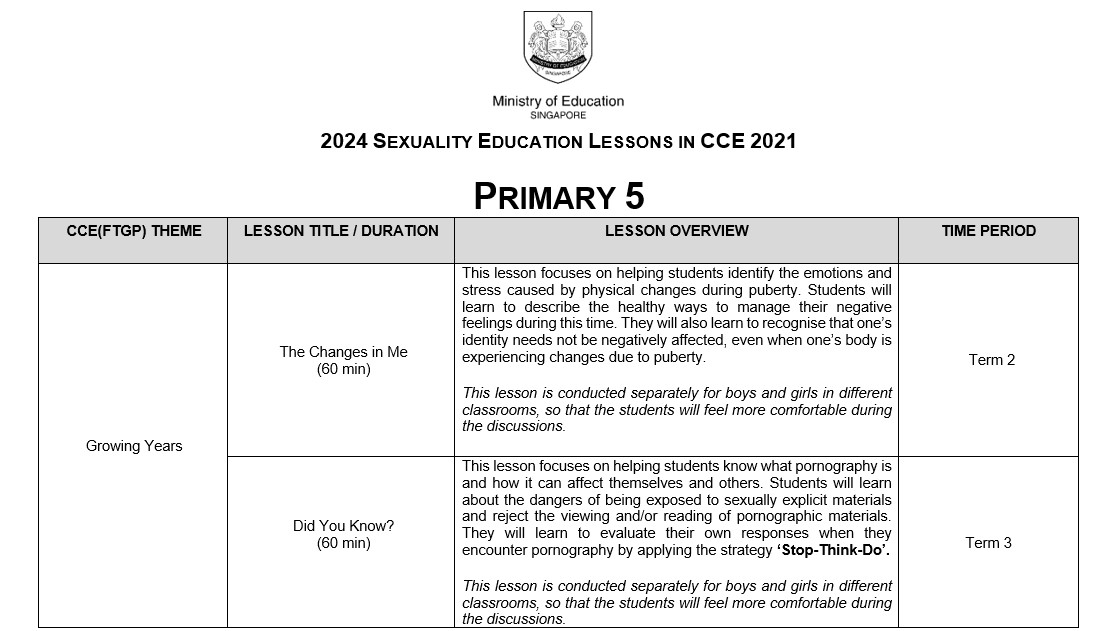 MINISTRY OF EDUCATION
SINGAPORE
Ministry of Education
SINGAPORE
2024 SEXUALITY EDUCATION LESSONS IN CCE 2021
PRIMARY 5
CCE(FTGP) THEME
LESSON TITLE / DURATION
LESSON OVERVIEW
TIME PERIOD
Growing Years
The Changes in Me
(60 min)
This lesson focuses on helping students identify the emotions and
stress caused by physical changes during puberty. Students will
learn to describe the healthy ways to manage their negative
feelings during this time. They will also learn to recognise that one’s
identity needs not be negatively affected, even when one’s body is
experiencing changes due to puberty.
This lesson is conducted separately for boys and girls in different
classrooms, so that the students will feel more comfortable during
the discussions.
Term 2
Did You Know?
(60 min)
This lesson focuses on helping students know what pornography is
and how it can affect themselves and others. Students will learn
about the dangers of being exposed to sexually explicit materials
and reject the viewing and/or reading of pornographic materials.
They will learn to evaluate their own responses when they
encounter pornography by applying the strategy ‘Stop-Think-Do’.
This lesson is conducted separately for boys and girls in different
classrooms, so that the students will feel more comfortable during
the discussions.
Term 3